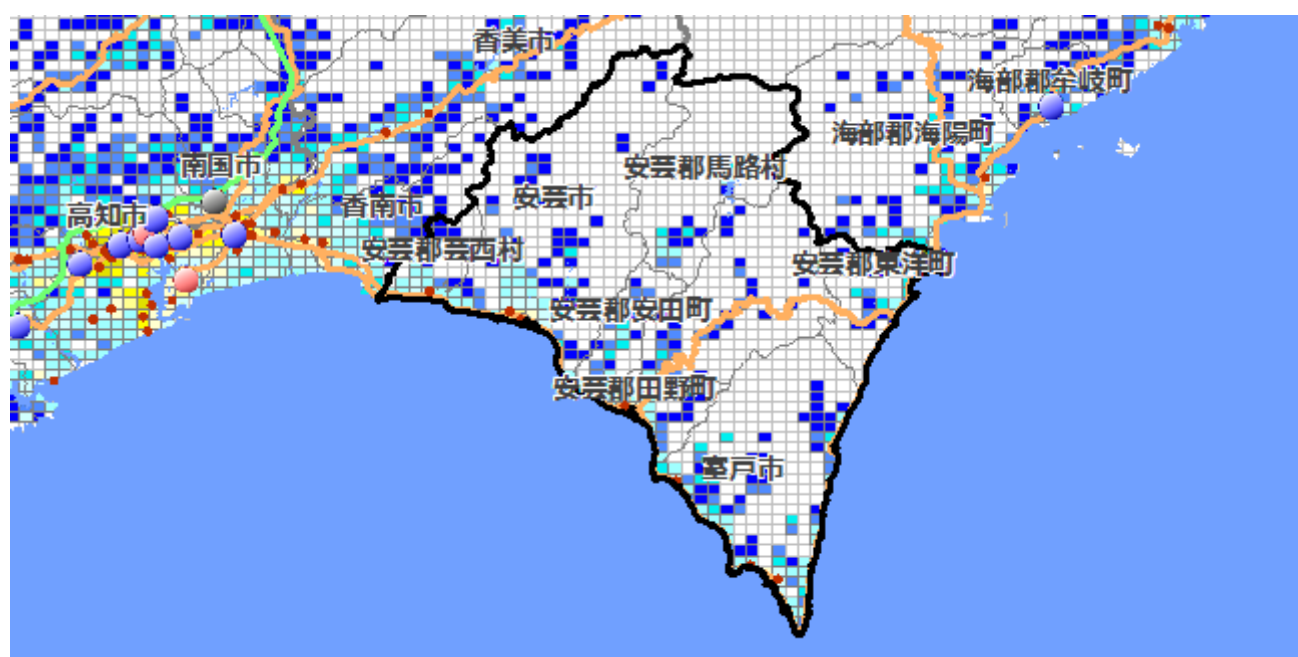 香美市
海部郡牟岐町
海部郡海陽町
南国市
安芸郡馬路村
安芸市
香南市
高知市
安芸郡芸西村
安芸郡東洋町
安芸郡安田町
安芸郡田野町
室戸市